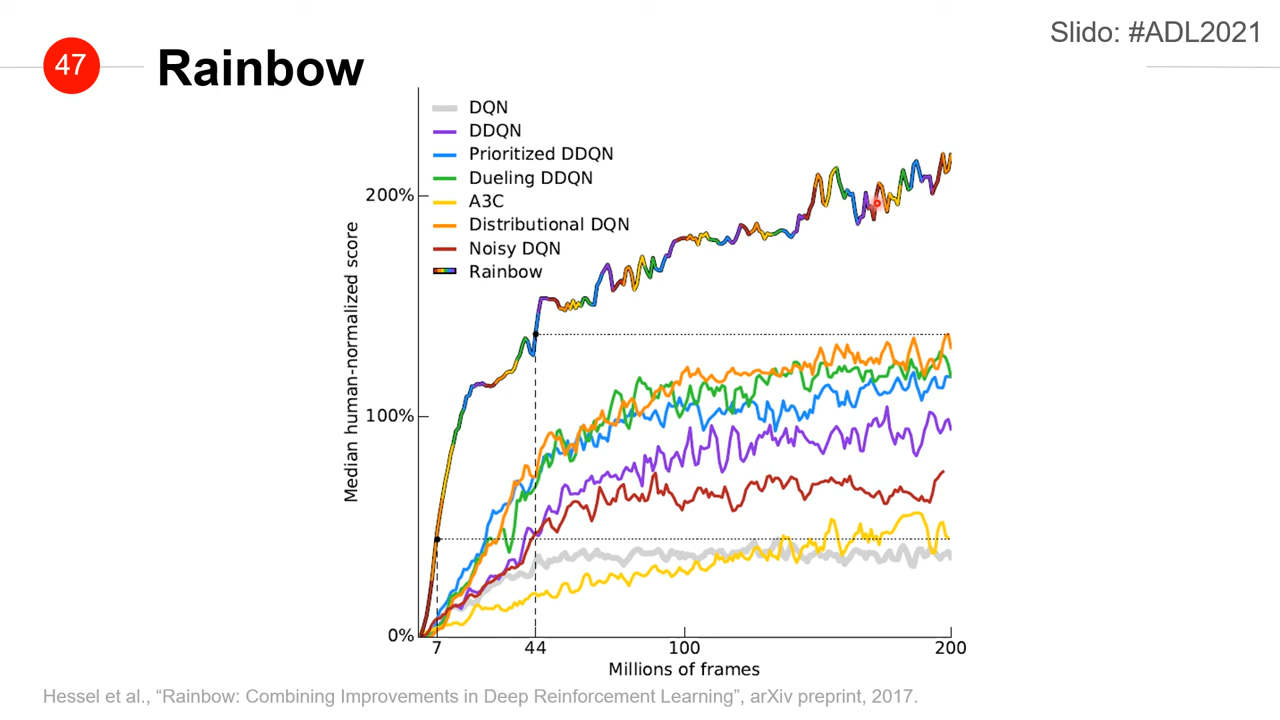 Slido: #ADL2021
47
Rainbow
DQN
DDQN
Prioritized DDQN
Dueling DDQN
A3C
Distributional DQN
Noisy DQN
Rainbow
Median human-normalized score
200%
100%
0%
7 44 100 200
Millions of frames
Hessel et al., “Rainbow: Combining Improvements in Deep Reinforcement Learning”, arXiv preprint, 2017.